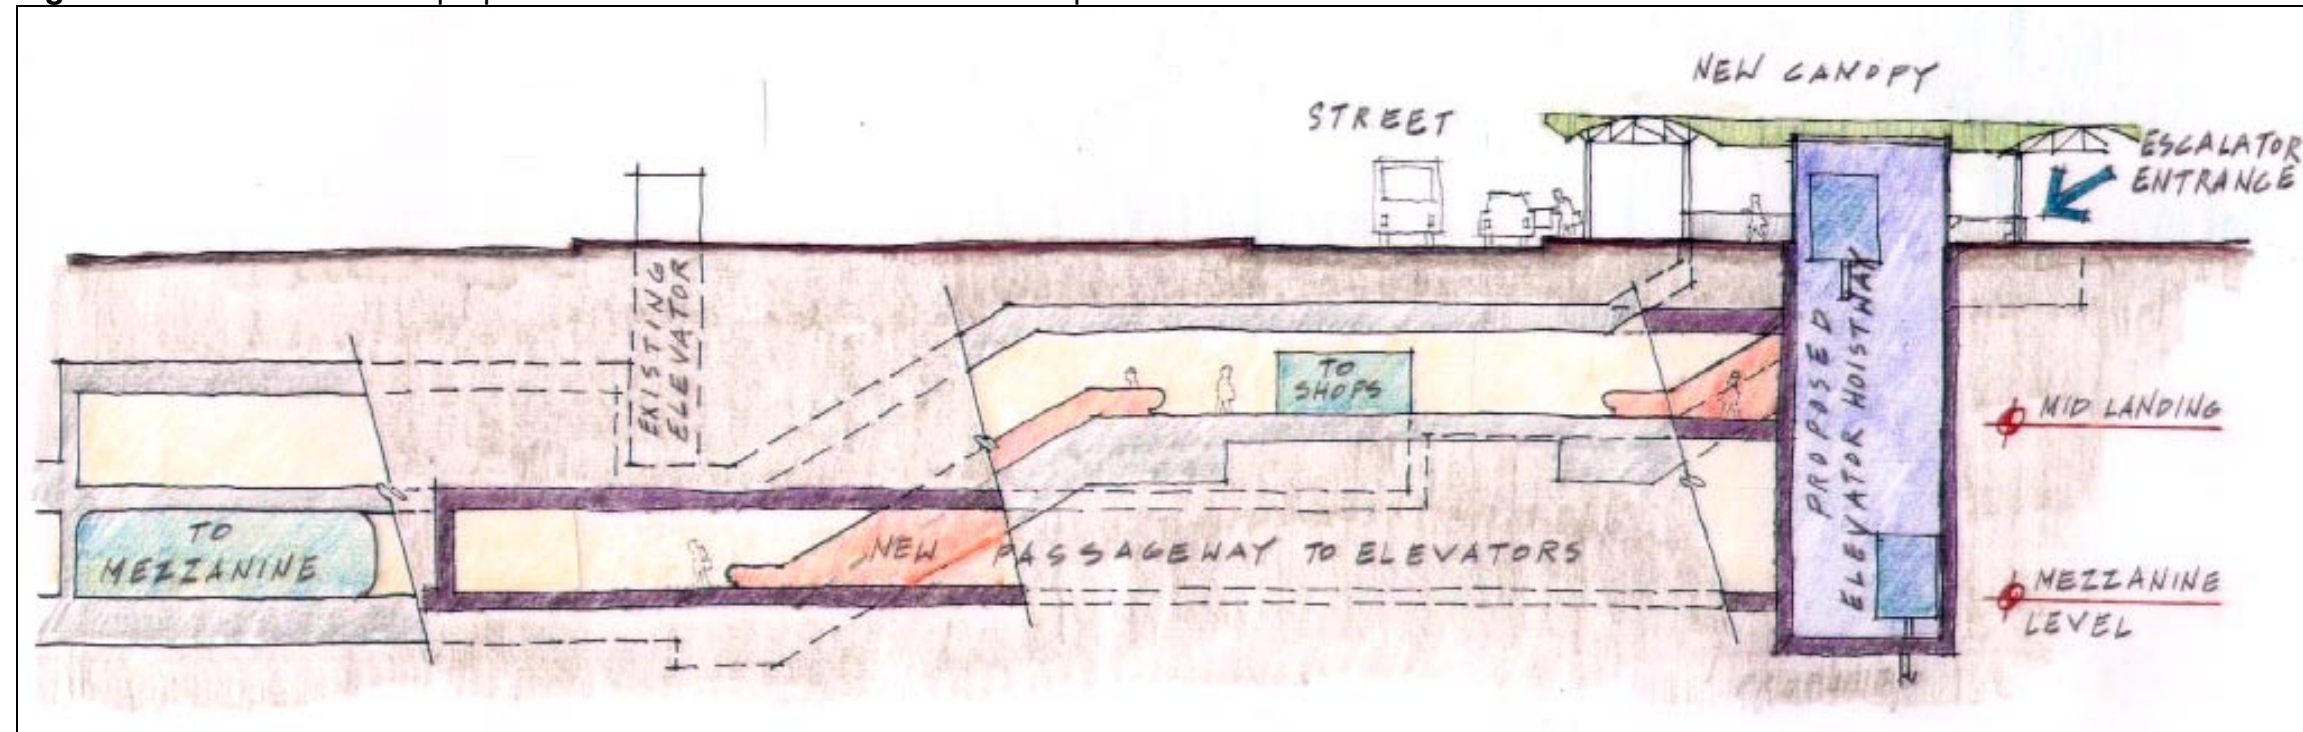 NEW CANOPY
STREET
ESCALATOR
ENTRANCE
EXISTING
ELEVATOR
TO
SHOPS
PROPOSED
ELEVATOR HOISTWAY
MID LANDING
TO
MEZZANINE
NEW PASSAGEWAY TO ELEVATORS
MEZZANINE
LEVEL